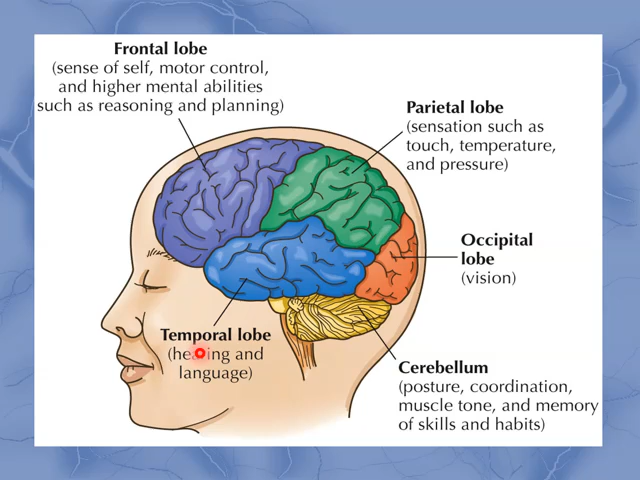 Frontal lobe
(sense of self, motor control,
and higher mental abilities
such as reasoning and planning)
Parietal lobe
(sensation such as
touch, temperature,
and pressure)
Occipital
lobe
(vision)
Temporal lobe
(hearing and
language)
Cerebellum
(posture, coordination,
muscle tone, and memory
of skills and habits)